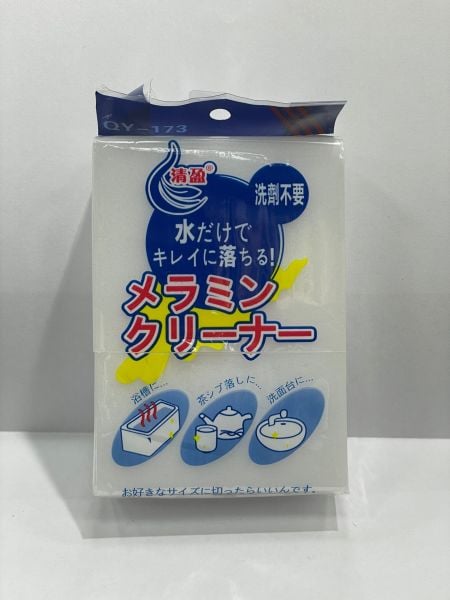 QY-173
清盈®
洗劑不要
水だけで
キレイに落ちる!
メラミン
クリーナー
浴槽に...
茶シブ落しに...
洗面台に...
お好きなサイズに切ったらいいんです。